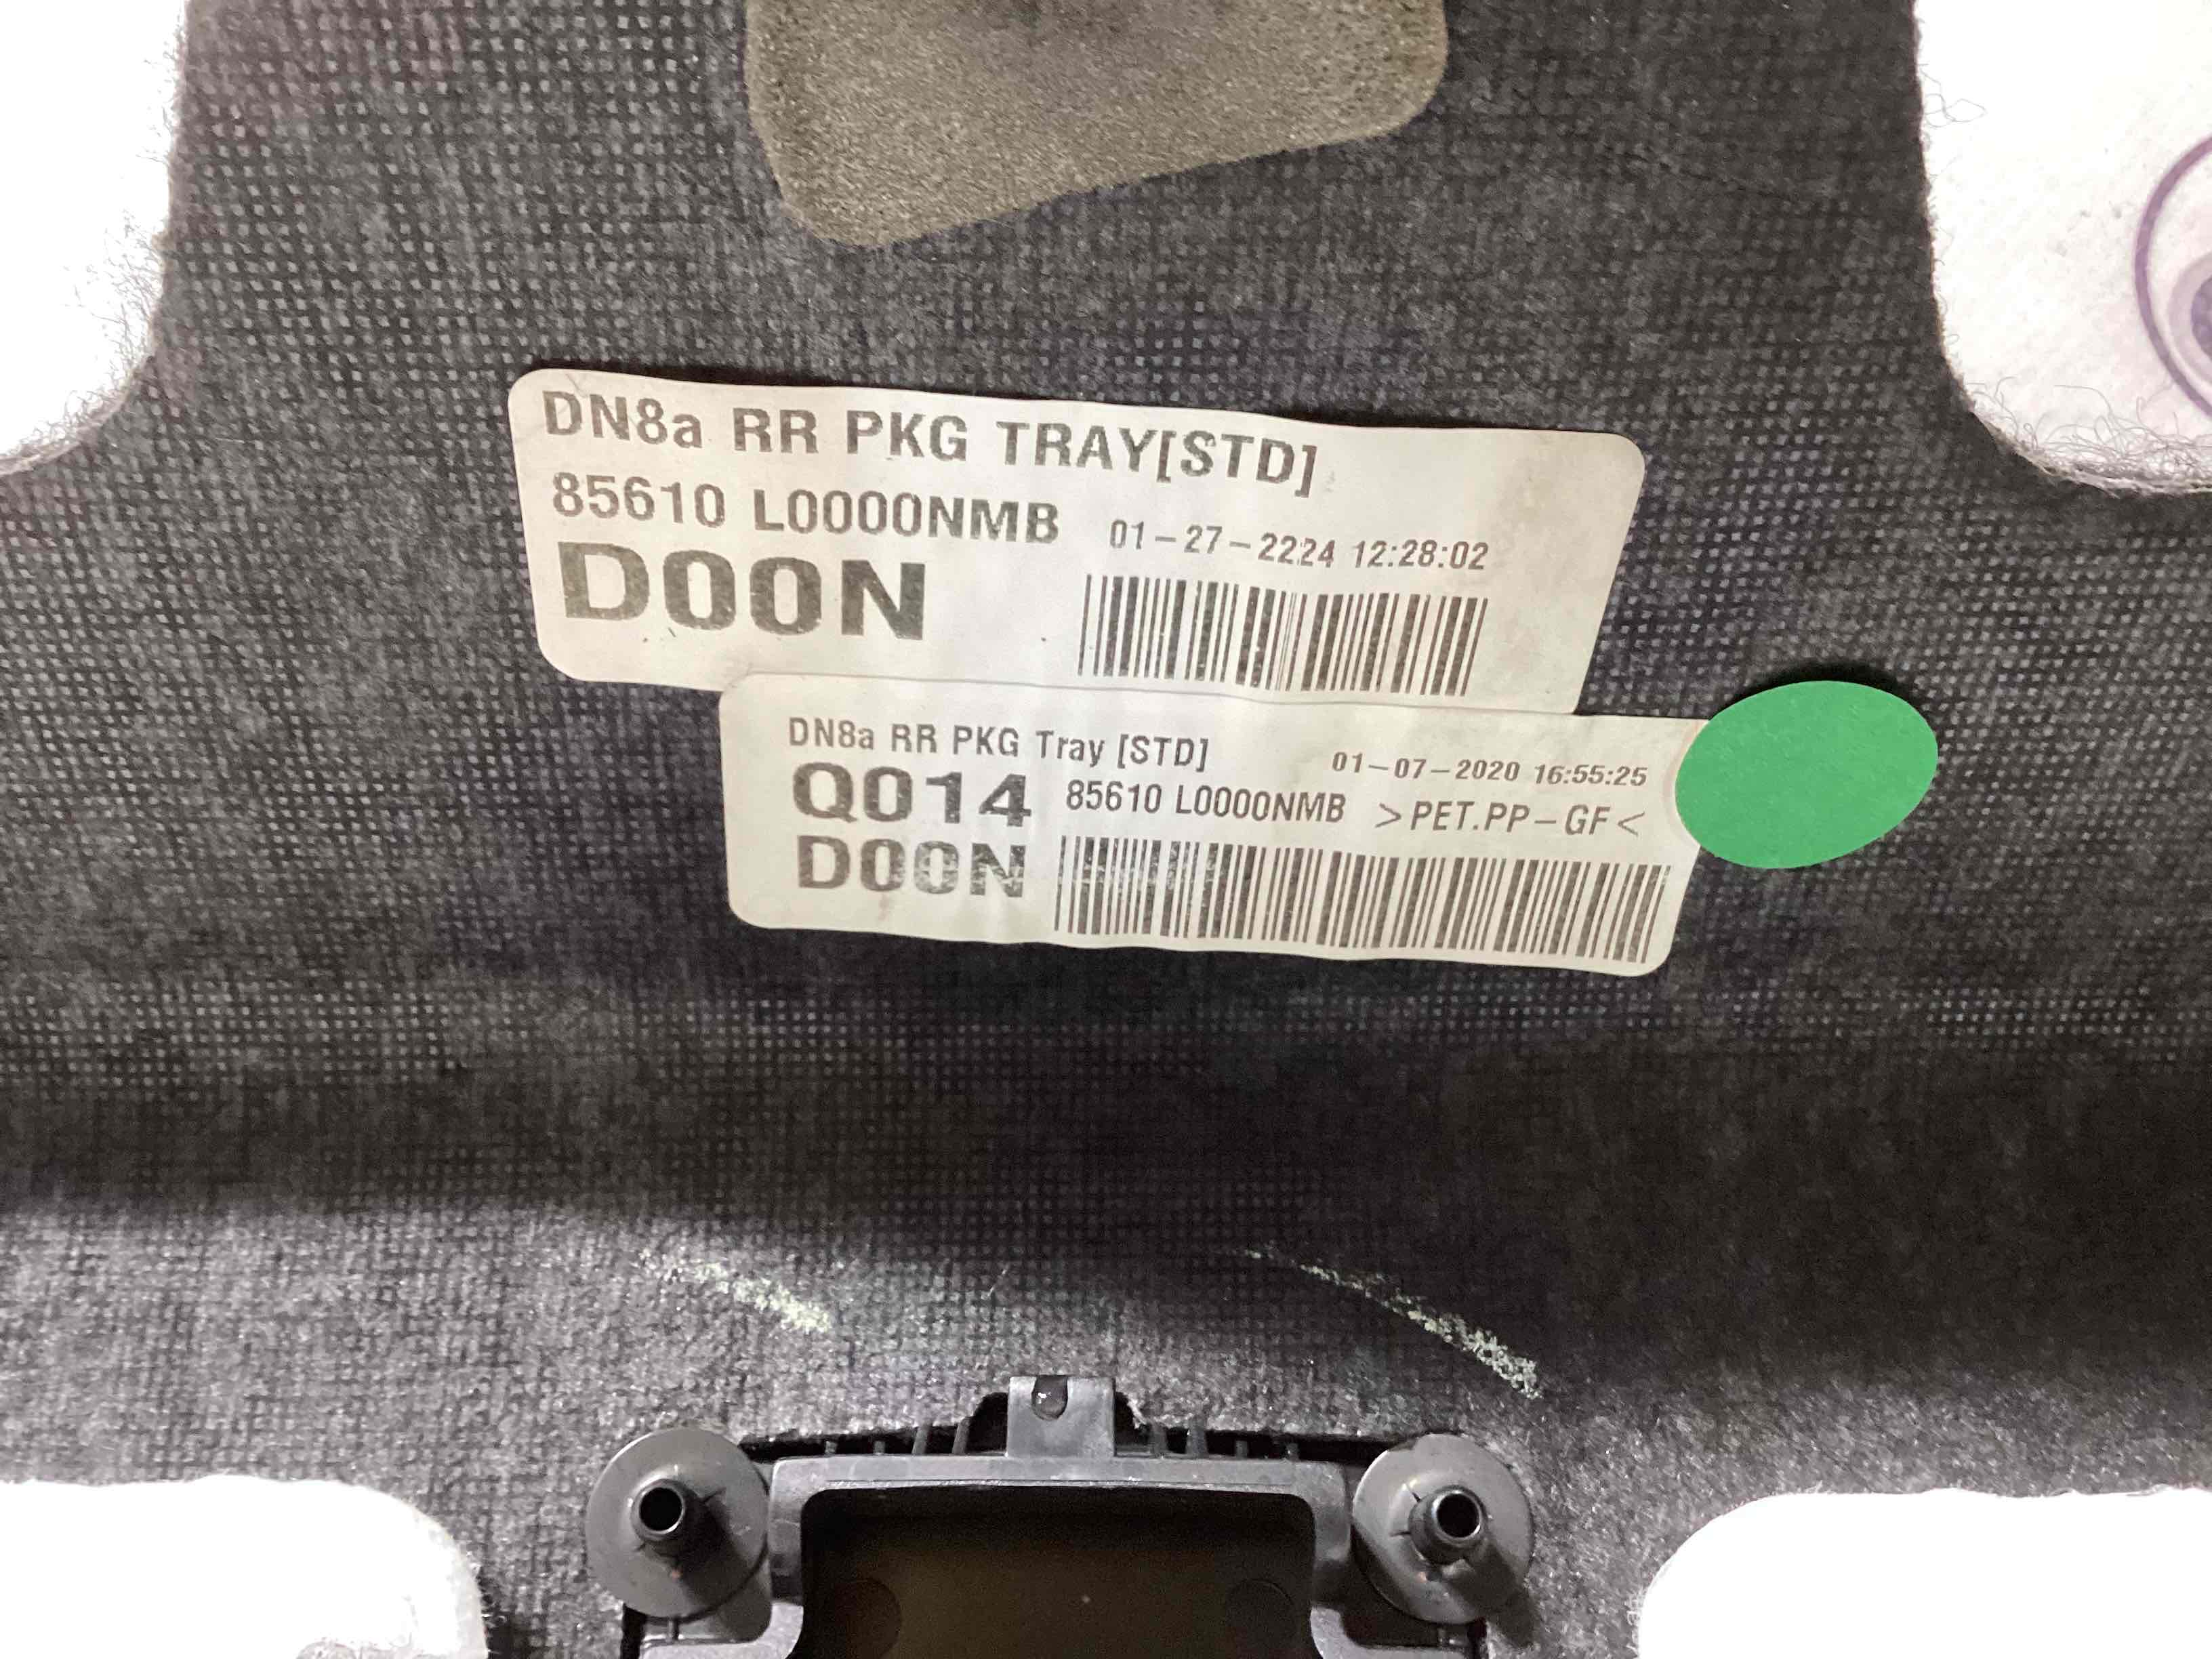 DN8a RR PKG TRAY[STD]
85610 L0000NMB 01-27-2224 12:28:02
D00N
DN8a RR PKG Tray [STD] 01-07-2020 16:55:25
Q014 85610 L0000NMB >PET.PP-GF<
D00N